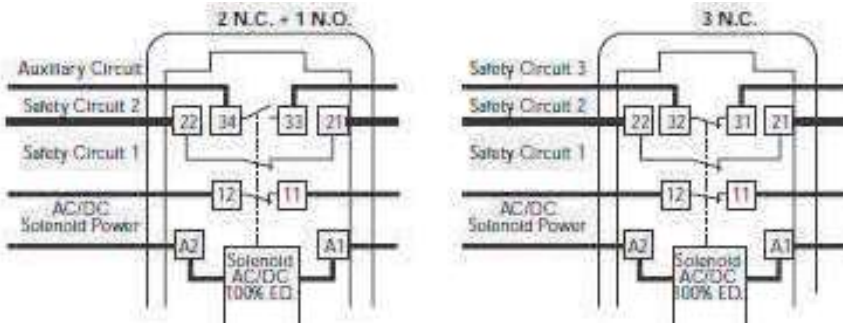 2 N.C. + 1 N.O.
Auxiliary Circuit
Safety Circuit 2
22 34 33 21
Safety Circuit 1
12 11
AC/DC
Solenoid Power
A2 A1
Solenoid
AC/DC
100% ED.
3 N.C.
Safety Circuit 3
Safety Circuit 2
22 32 31 21
Safety Circuit 1
12 11
AC/DC
Solenoid Power
A2 A1
Solenoid
AC/DC
100% ED.